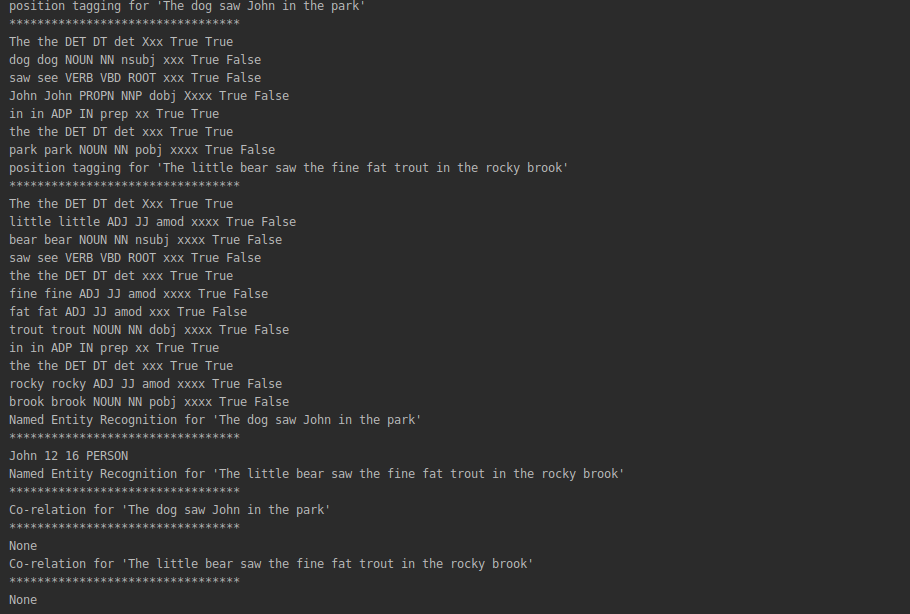 position tagging for 'The dog saw John in the park'
*********************************
The the DET DT det Xxx True True
dog dog NOUN NN nsubj xxx True False
saw see VERB VBD ROOT xxx True False
John John PROPN NNP dobj Xxxx True False
in in ADP IN prep xx True True
the the DET DT det xxx True True
park park NOUN NN pobj xxxx True False
position tagging for 'The little bear saw the fine fat trout in the rocky brook'
*********************************
The the DET DT det Xxx True True
little little ADJ JJ amod xxxx True False
bear bear NOUN NN nsubj xxxx True False
saw see VERB VBD ROOT xxx True False
the the DET DT det xxx True True
fine fine ADJ JJ amod xxxx True False
fat fat ADJ JJ amod xxx True False
trout trout NOUN NN dobj xxxx True False
in in ADP IN prep xx True True
the the DET DT det xxx True True
rocky rocky ADJ JJ amod xxxx True False
brook brook NOUN NN pobj xxxx True False
Named Entity Recognition for 'The dog saw John in the park'
*********************************
John 12 16 PERSON
Named Entity Recognition for 'The little bear saw the fine fat trout in the rocky brook'
*********************************
Co-relation for 'The dog saw John in the park'
*********************************
None
Co-relation for 'The little bear saw the fine fat trout in the rocky brook'
*********************************
None